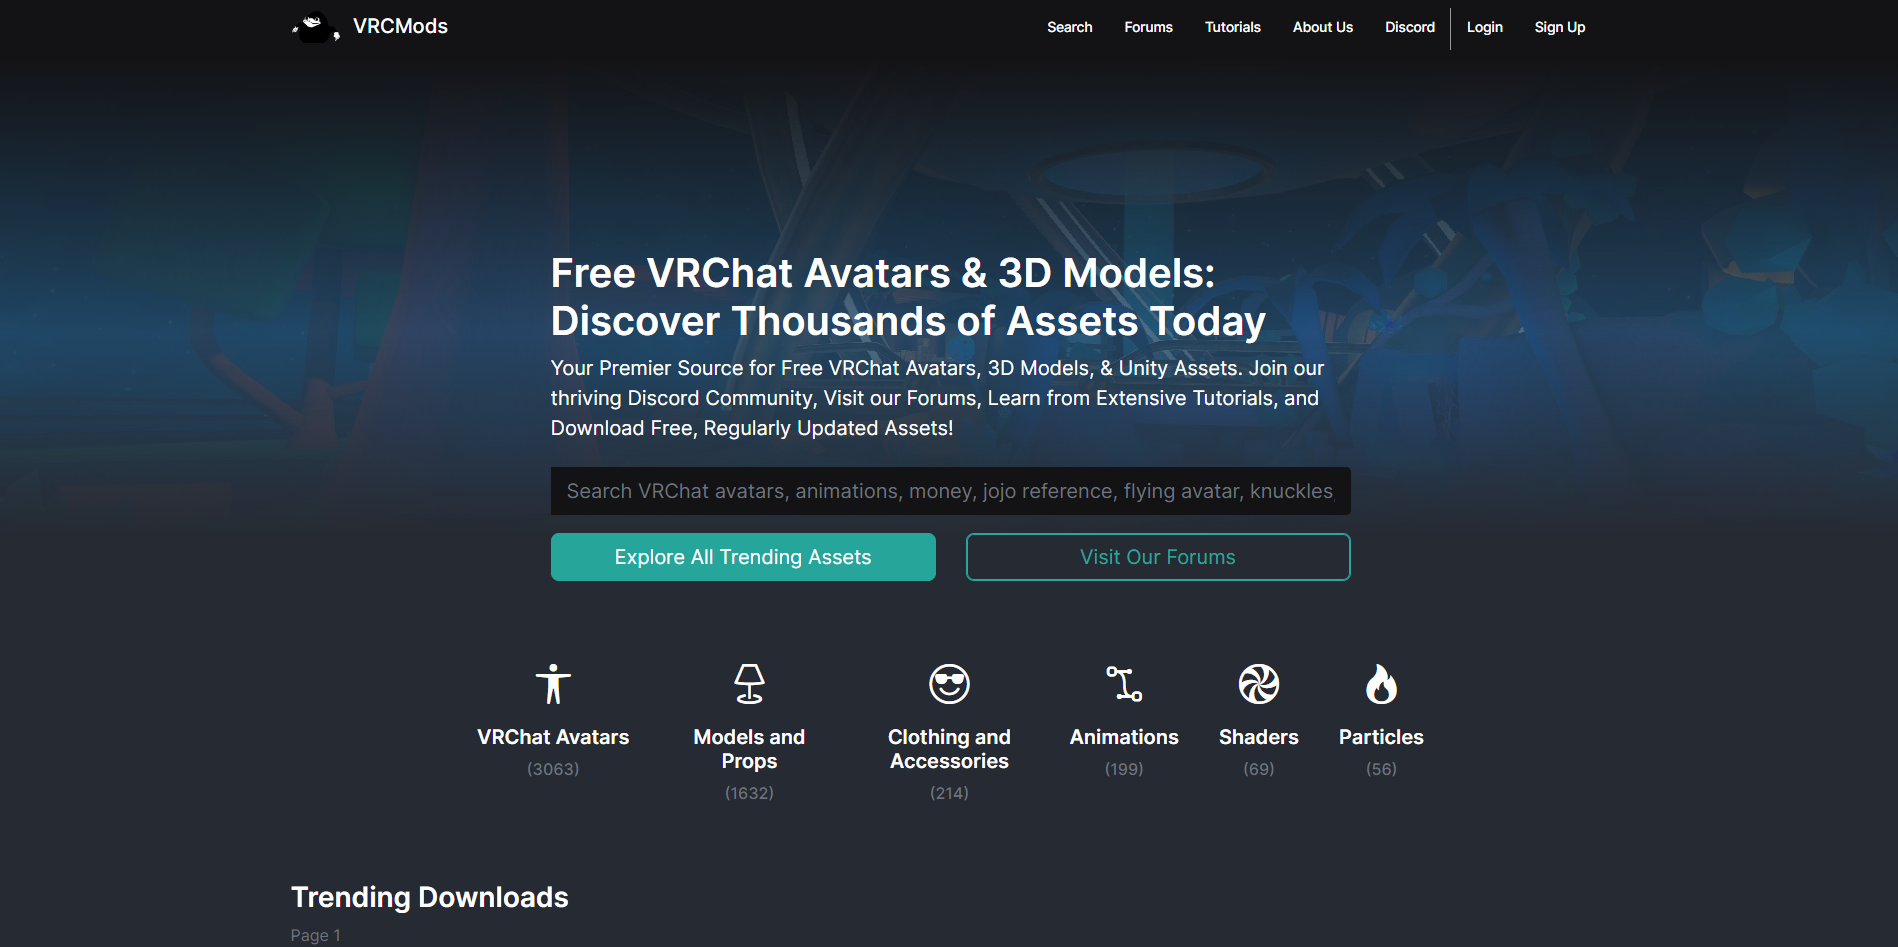 VRCMods
Search Forums Tutorials About Us Discord Login Sign Up
Free VRChat Avatars & 3D Models:
Discover Thousands of Assets Today
Your Premier Source for Free VRChat Avatars, 3D Models, & Unity Assets. Join our
thriving Discord Community, Visit our Forums, Learn from Extensive Tutorials, and
Download Free, Regularly Updated Assets!
Search VRChat avatars, animations, money, jojo reference, flying avatar, knuckles,
Explore All Trending Assets
Visit Our Forums
VRChat Avatars
(3063)
Models and
Props
(1632)
Clothing and
Accessories
(214)
Animations
(199)
Shaders
(69)
Particles
(56)
Trending Downloads
Page 1